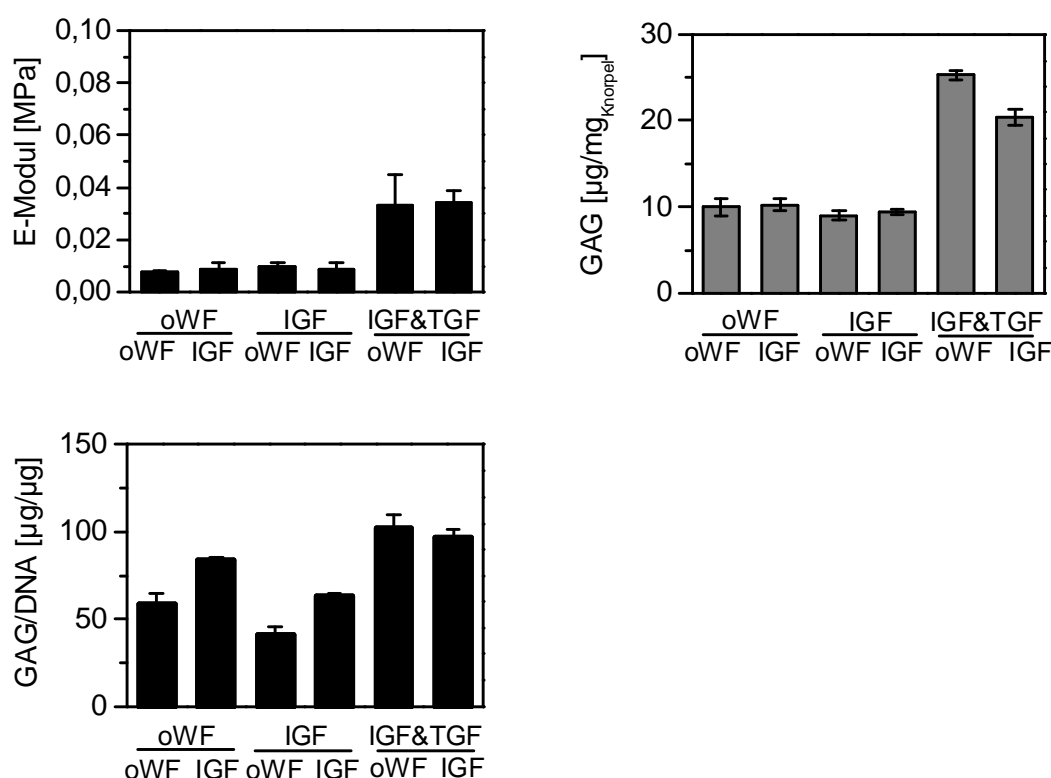 E-Modul [MPa]
0,10
0,08
0,06
0,04
0,02
0,00
oWF IGF IGF&TGF
oWF IGF oWF IGF oWF IGF
GAG [µg/mgKnorpel]
30
20
10
0
oWF IGF IGF&TGF
oWF IGF oWF IGF oWF IGF
GAG/DNA [µg/µg]
150
100
50
0
oWF IGF IGF&TGF
oWF IGF oWF IGF oWF IGF